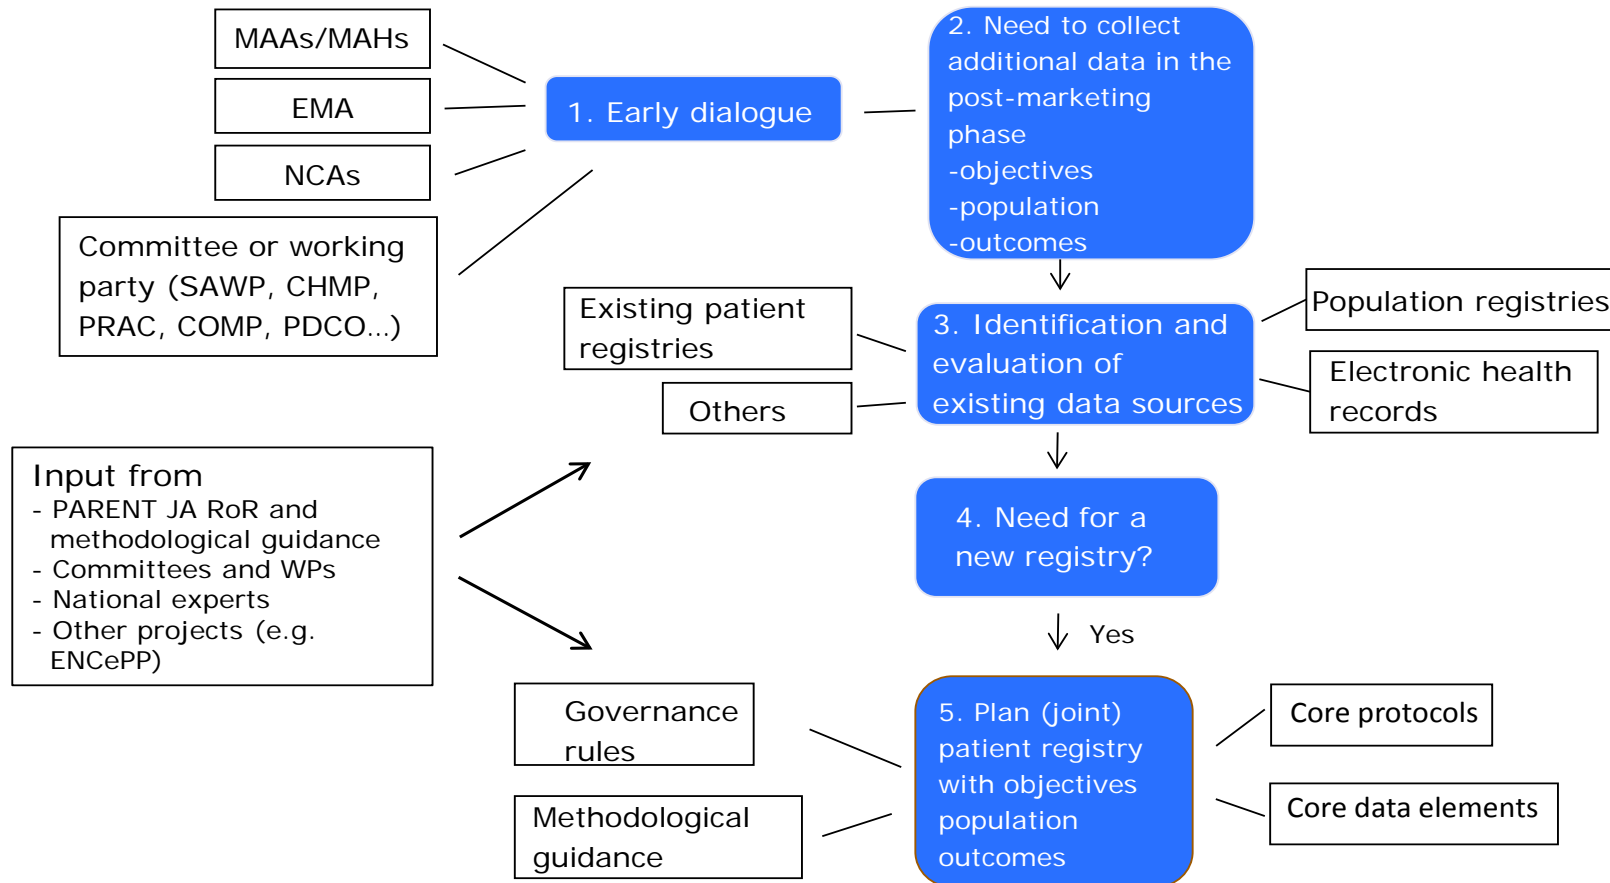 MAAs/MAHs
EMA
NCAs
Committee or working
party (SAWP, CHMP,
PRAC, COMP, PDCO...)
1. Early dialogue
2. Need to collect
additional data in the
post-marketing
phase
-objectives
-population
-outcomes
Existing patient
registries
Others
3. Identification and
evaluation of
existing data sources
Population registries
Electronic health
records
Input from
- PARENT JA RoR and
methodological guidance
- Committees and WPs
- National experts
- Other projects (e.g.
ENCePP)
4. Need for a
new registry?
Yes
Governance
rules
Methodological
guidance
5. Plan (joint)
patient registry
with objectives
population
outcomes
Core protocols
Core data elements